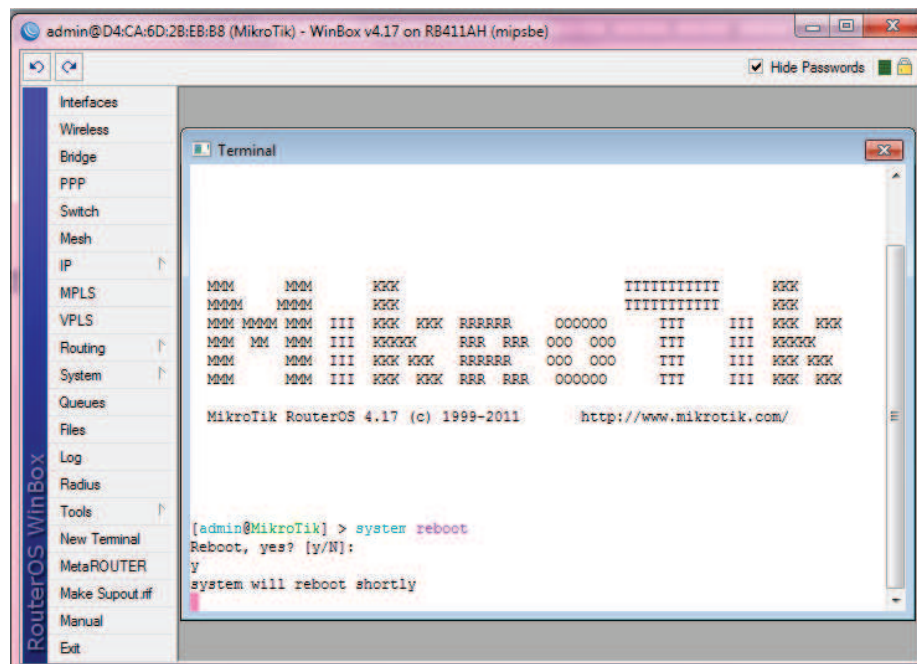 admin@D4:CA:6D:2B:EB:B8 (MikroTik) - WinBox v4.17 on RB411AH (mipsbe)
Hide Passwords
RouterOS WinBox
Interfaces
Wireless
Bridge
PPP
Switch
Mesh
IP
MPLS
VPLS
Routing
System
Queues
Files
Log
Radius
Tools
New Terminal
MetaROUTER
Make Supout.rif
Manual
Exit
Terminal
MMM      MMM       KKK                          TTTTTTTTTTT      KKK
MMMM    MMMM       KKK                          TTTTTTTTTTT      KKK
MMM MMMM MMM  III  KKK  KKK  RRRRRR     OOOOOO      TTT     III  KKK  KKK
MMM  MM  MMM  III  KKKKK     RRR  RRR  OOO  OOO     TTT     III  KKKKK
MMM      MMM  III  KKK KKK   RRRRRR    OOO  OOO     TTT     III  KKK KKK
MMM      MMM  III  KKK  KKK  RRR  RRR   OOOOOO      TTT     III  KKK  KKK
MikroTik RouterOS 4.17 (c) 1999-2011       http://www.mikrotik.com/
[admin@MikroTik] > system reboot
Reboot, yes? [y/N]:
y
system will reboot shortly